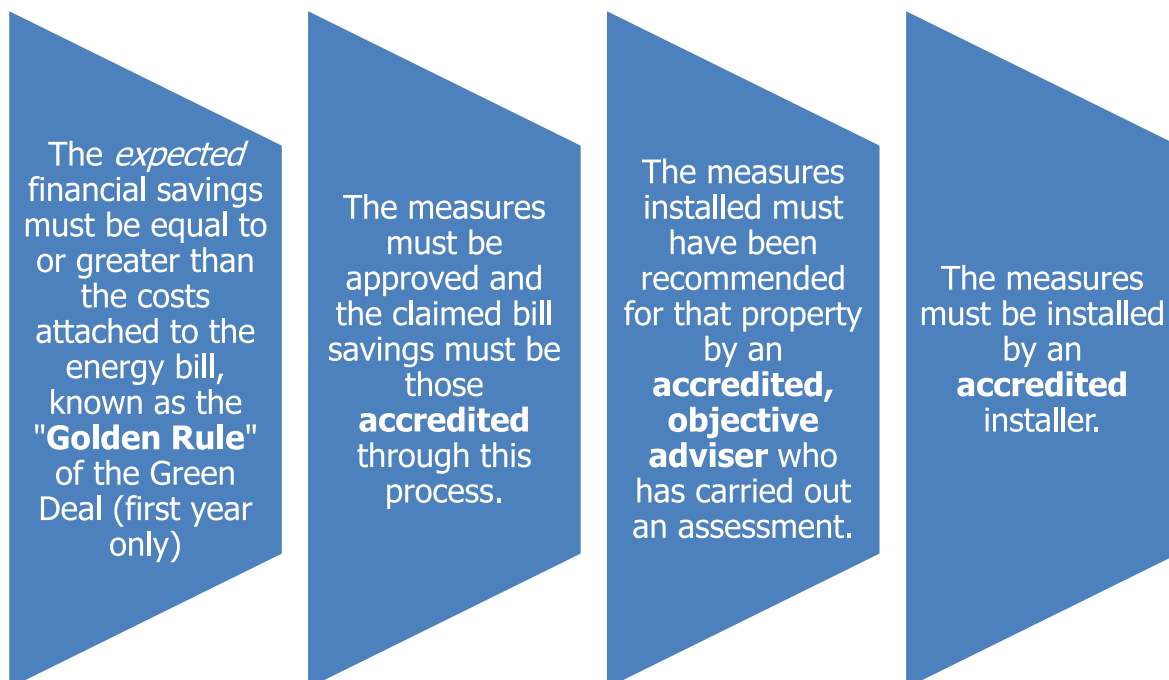 The expected
financial savings
must be equal to
or greater than
the costs
attached to the
energy bill,
known as the
"Golden Rule"
of the Green
Deal (first year
only)
The measures
must be
approved and
the claimed bill
savings must be
those
accredited
through this
process.
The measures
installed must
have been
recommended
for that property
by an
accredited,
objective
adviser who
has carried out
an assessment.
The measures
must be installed
by an
accredited
installer.